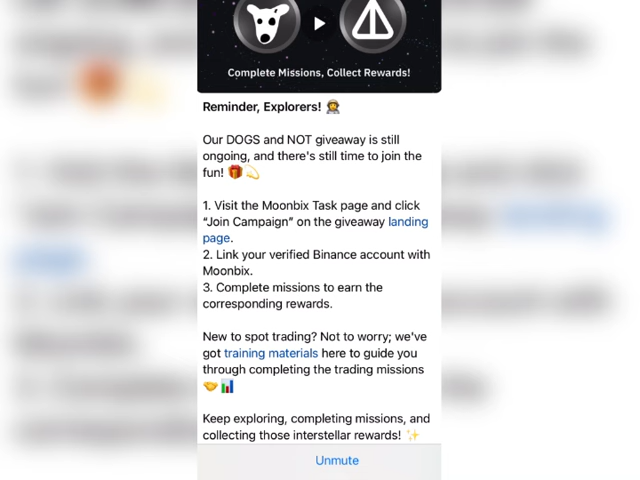 Complete Missions, Collect Rewards!
Reminder, Explorers! 👩‍🚀
Our DOGS and NOT giveaway is still
ongoing, and there's still time to join the
fun! 🎁💫
1. Visit the Moonbix Task page and click
“Join Campaign” on the giveaway landing
page.
2. Link your verified Binance account with
Moonbix.
3. Complete missions to earn the
corresponding rewards.
New to spot trading? Not to worry; we've
got training materials here to guide you
through completing the trading missions
🤝📊
Keep exploring, completing missions, and
collecting those interstellar rewards! ✨
Unmute